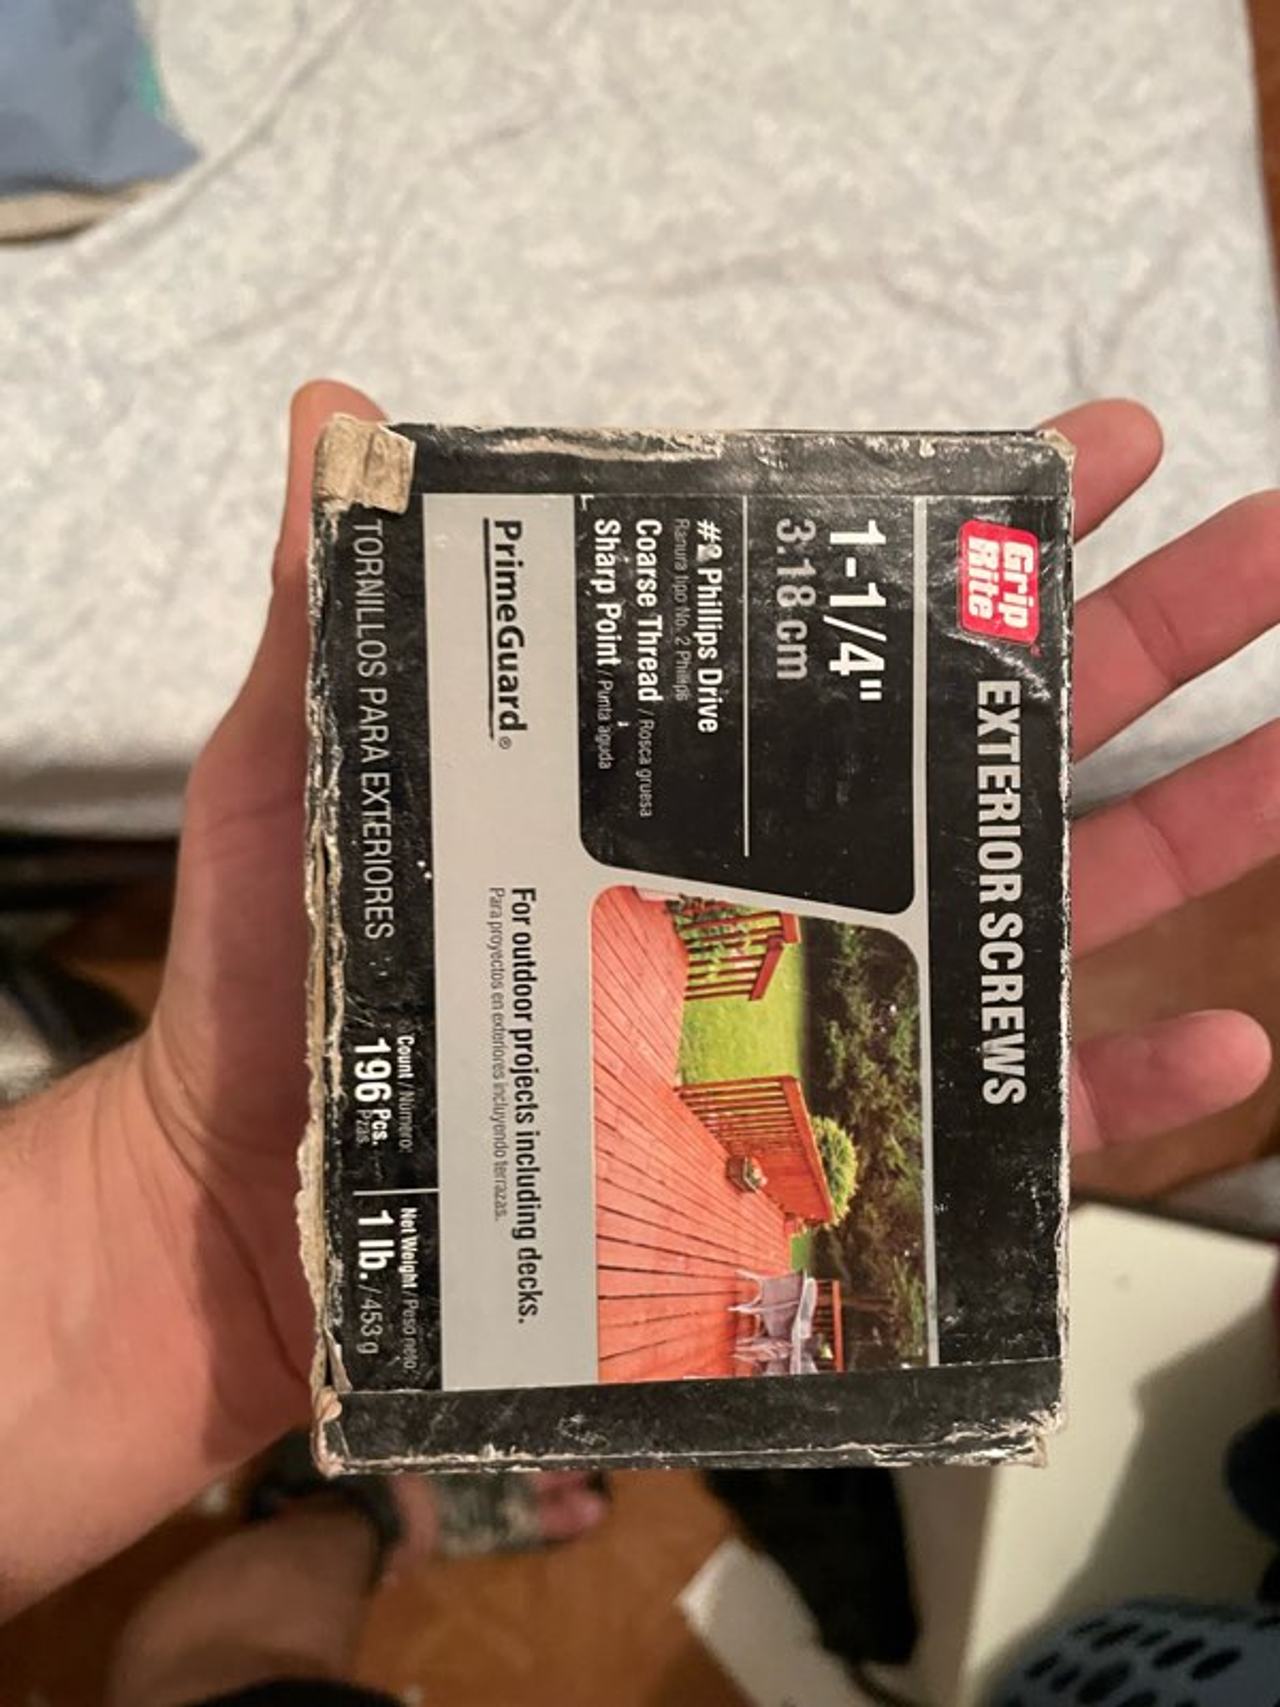 Grip
Rite
EXTERIOR SCREWS
1-1/4"
3.18 cm
#2 Phillips Drive
Ranura tipo No. 2 Phillips
Coarse Thread / Rosca gruesa
Sharp Point / Punta aguda
PrimeGuard®
For outdoor projects including decks.
Para proyectos en exteriores incluyendo terrazas.
TORNILLOS PARA EXTERIORES
Count / Número:
196 Pcs.
Pzas.
Net Weight / Peso neto:
1 lb. / 453 g